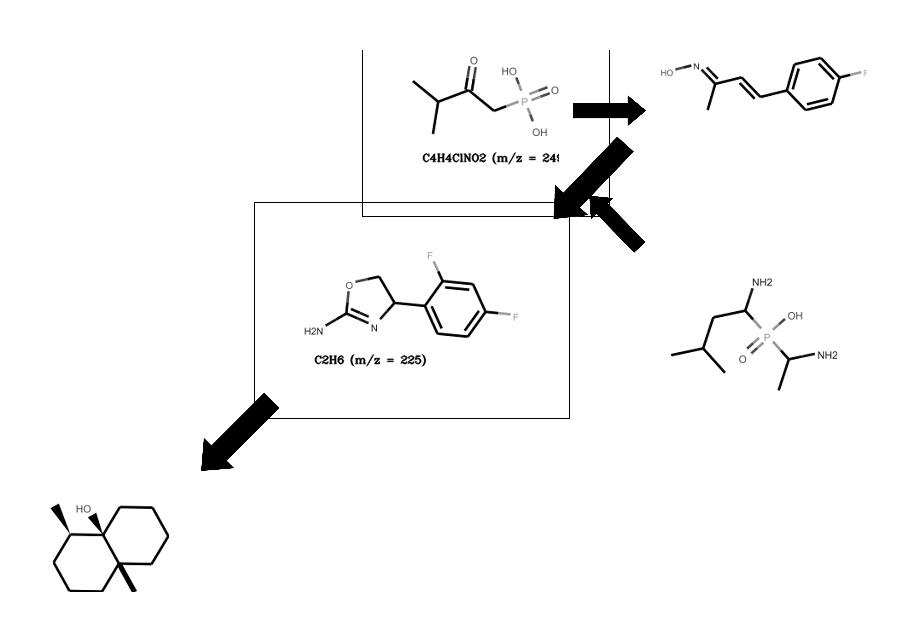 O
HO
P
O
OH
C4H4ClNO2 (m/z = 24
HO
N
F
F
O
F
N
H2N
C2H6 (m/z = 225)
NH2
OH
P
O
NH2
HO